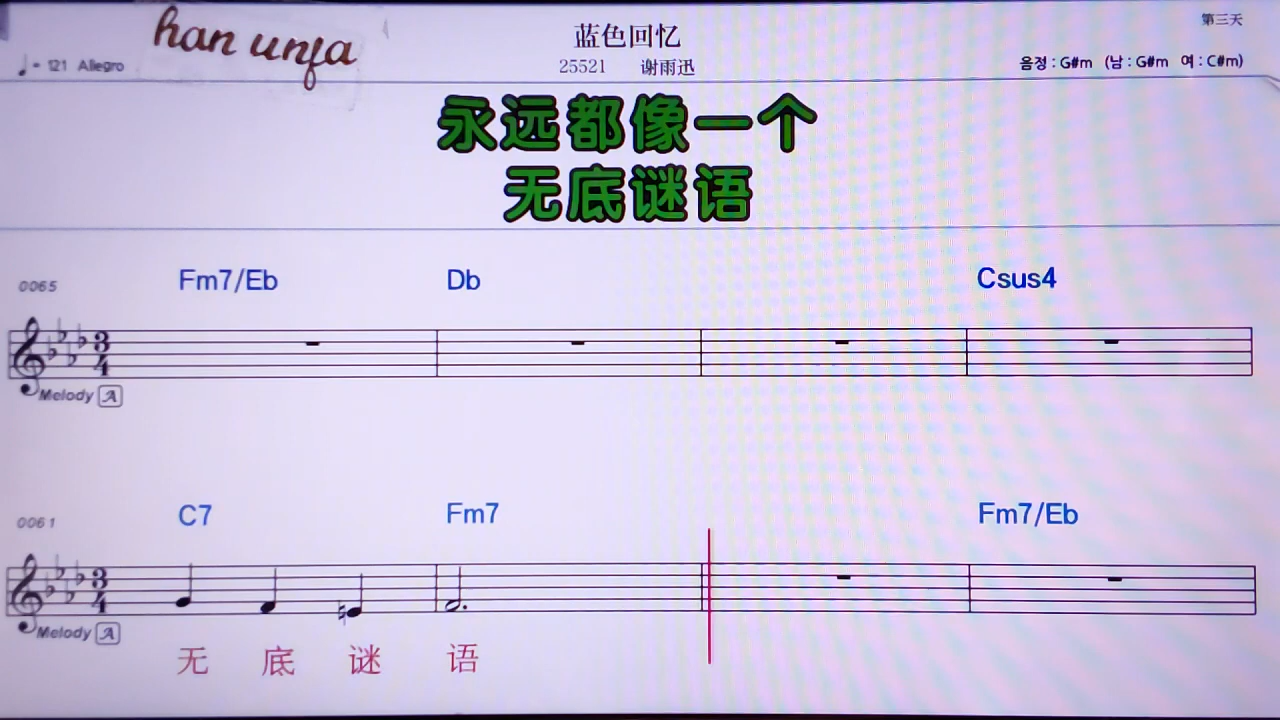 han unfa
蓝色回忆
第三天
♩= 121 Allegro
25521 谢雨迅
음정 : G#m (남 : G#m 여 : C#m)
永远都像一个
无底谜语
0065
Fm7/Eb Db Csus4
3
4
Melody A
0061
C7 Fm7 Fm7/Eb
3
4
Melody A
无 底 谜 语